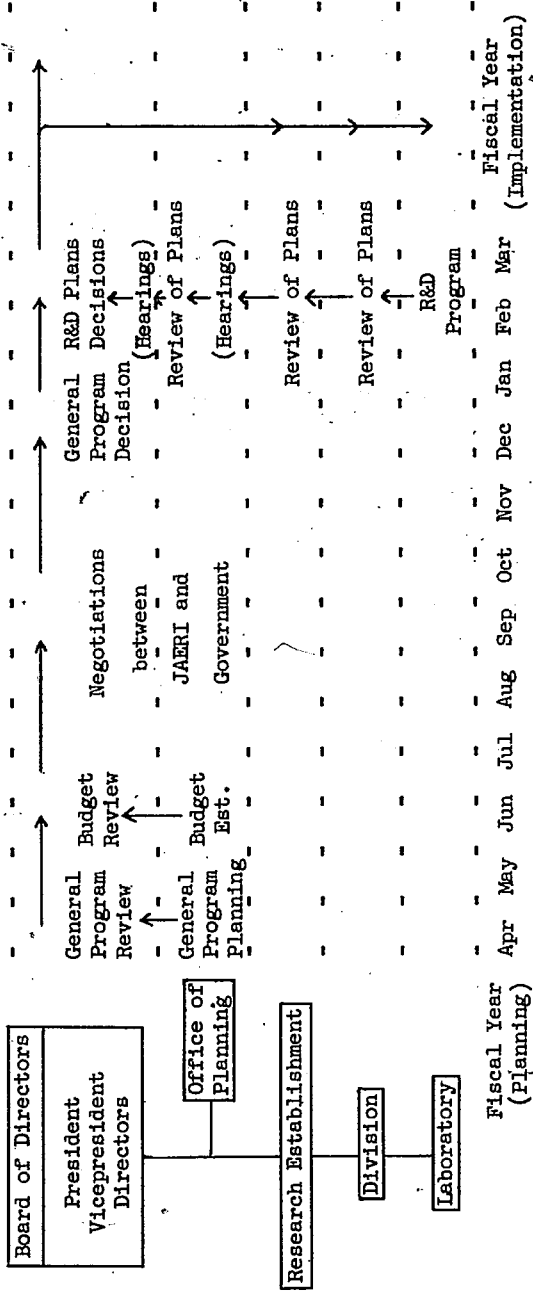 Board of Directors
President
Vicepresident
Directors
Office of
Planning
Research Establishment
Division
Laboratory
Fiscal Year
(Planning)
General
Program
Review
General
Program
Planning
Budget
Review
Budget
Est.
Negotiations
between
JAERI and
Government
General
Program
Decision
R&D Plans
Decisions
(Hearings)
Review of Plans
(Hearings)
Review of Plans
Review of Plans
R&D
Program
Apr May Jun Jul Aug Sep Oct Nov Dec Jan Feb Mar
Fiscal Year
(Implementation)